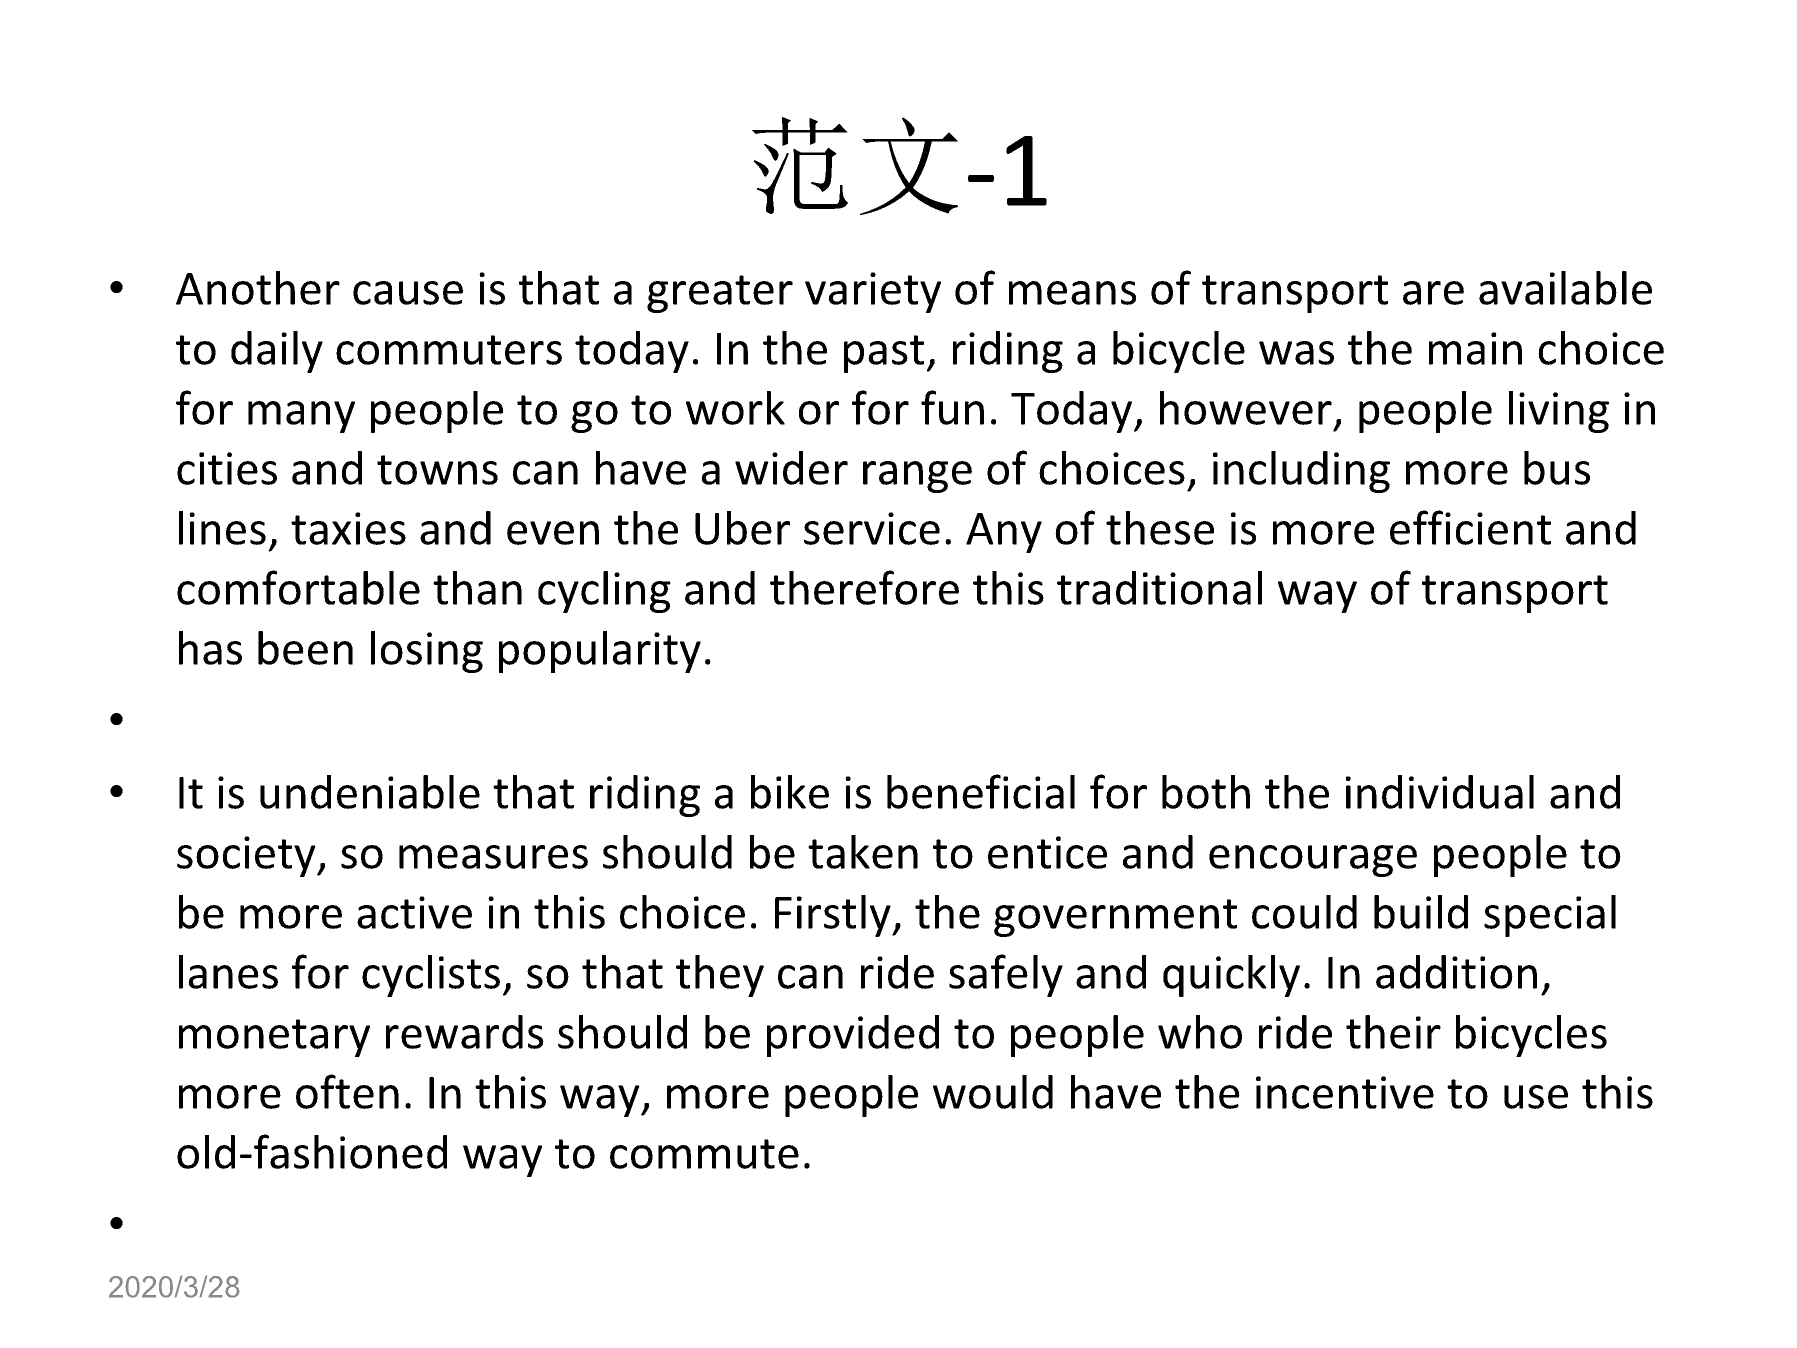 范文-1
• Another cause is that a greater variety of means of transport are available
to daily commuters today. In the past, riding a bicycle was the main choice
for many people to go to work or for fun. Today, however, people living in
cities and towns can have a wider range of choices, including more bus
lines, taxies and even the Uber service. Any of these is more efficient and
comfortable than cycling and therefore this traditional way of transport
has been losing popularity.
•
• It is undeniable that riding a bike is beneficial for both the individual and
society, so measures should be taken to entice and encourage people to
be more active in this choice. Firstly, the government could build special
lanes for cyclists, so that they can ride safely and quickly. In addition,
monetary rewards should be provided to people who ride their bicycles
more often. In this way, more people would have the incentive to use this
old-fashioned way to commute.
•
2020/3/28